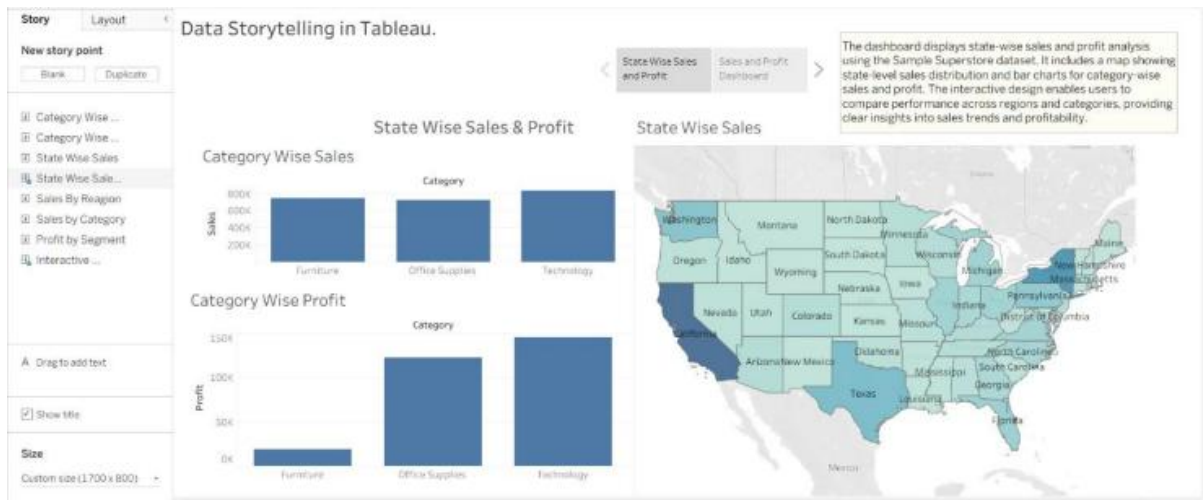 Story Layout
New story point
Blank Duplicate
Category Wise ...
Category Wise ...
State Wise Sales
State Wise Sale...
Sales By Reagion
Sales by Category
Profit by Segment
Interactive ...
A Drag to add text
Show title
Size
Custom size (1700 x 800)
Data Storytelling in Tableau.
State Wise Sales
and Profit
Sales and Profit
Dashboard
The dashboard displays state-wise sales and profit analysis
using the Sample Superstore dataset. It includes a map showing
state-level sales distribution and bar charts for category-wise
sales and profit. The interactive design enables users to
compare performance across regions and categories, providing
clear insights into sales trends and profitability.
State Wise Sales & Profit
Category Wise Sales
Category
Sales
800K
600K
400K
200K
Furniture Office Supplies Technology
Category Wise Profit
Category
Profit
150K
100K
50K
0K
Furniture Office Supplies Technology
State Wise Sales
Canada
Washington
Montana
North Dakota
Minnesota
Maine
Oregon
Idaho
South Dakota
Wisconsin
Michigan
New Hampshire
Massachusetts
Wyoming
Nebraska
Iowa
Pennsylvania
Nevada
Utah
Colorado
Kansas
Missouri
Indiana
District of Columbia
California
Arizona
New Mexico
Oklahoma
North Carolina
South Carolina
Mississippi
Georgia
Texas
Louisiana
Florida
Mexico